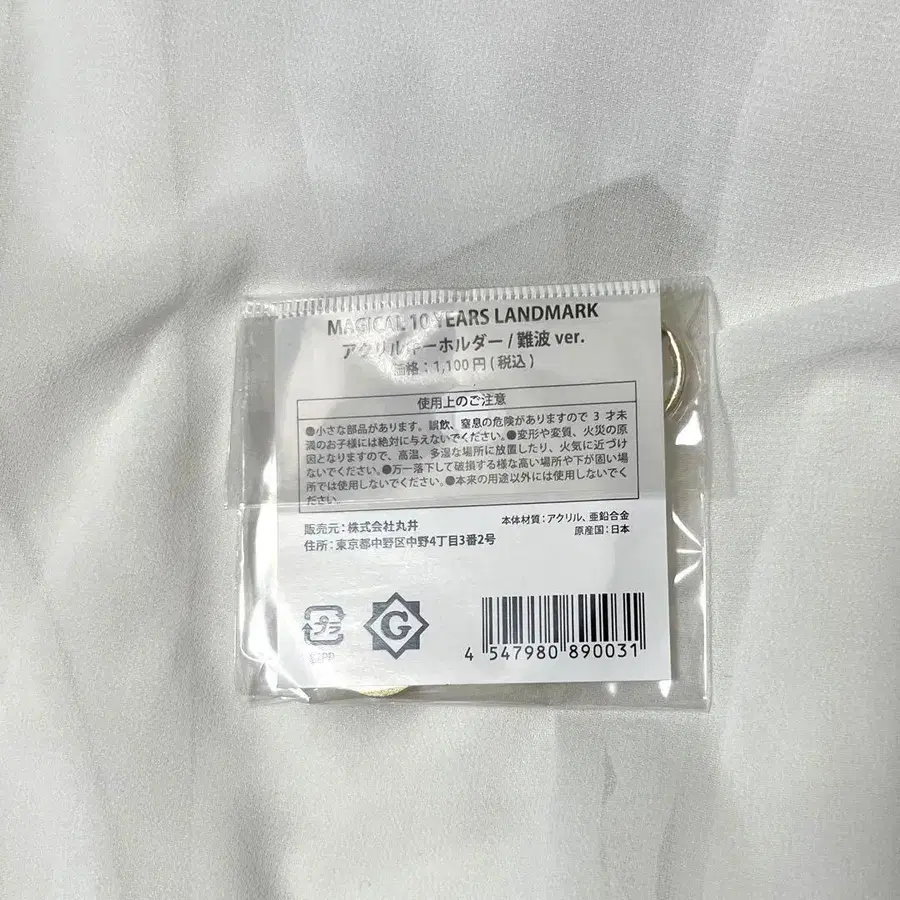 MAGICAL 10 YEARS LANDMARK
アクリルキーホルダー / 難波 ver.
価格：1,100円(税込)
使用上のご注意
●小さな部品があります。誤飲、窒息の危険がありますので3才未
満のお子様には絶対に与えないでください。●変形や変質、火災の原
因となりますので、高温、多湿な場所に放置したり、火気に近づけ
ないでください。●万一落下して破損する様な高い場所や下が固い場
所では使用しないでください。●本来の用途以外には使用しないでく
ださい。
販売元：株式会社丸井
住所：東京都中野区中野4丁目3番2号
本体材質：アクリル、亜鉛合金
原産国：日本
プラ
G
4 547980 890031